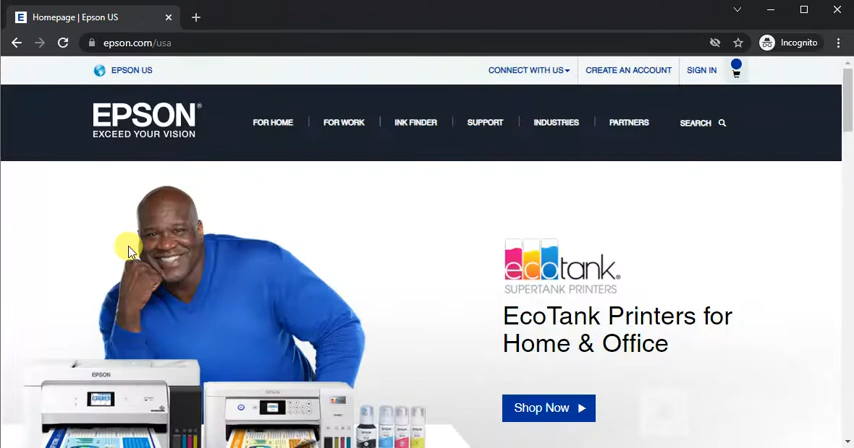 Homepage | Epson US
epson.com/usa
Incognito
EPSON US
CONNECT WITH US
CREATE AN ACCOUNT
SIGN IN
EPSON®
EXCEED YOUR VISION
FOR HOME
FOR WORK
INK FINDER
SUPPORT
INDUSTRIES
PARTNERS
SEARCH
ecotank®
SUPERTANK PRINTERS
EcoTank Printers for
Home & Office
Shop Now
EPSON
EPSON